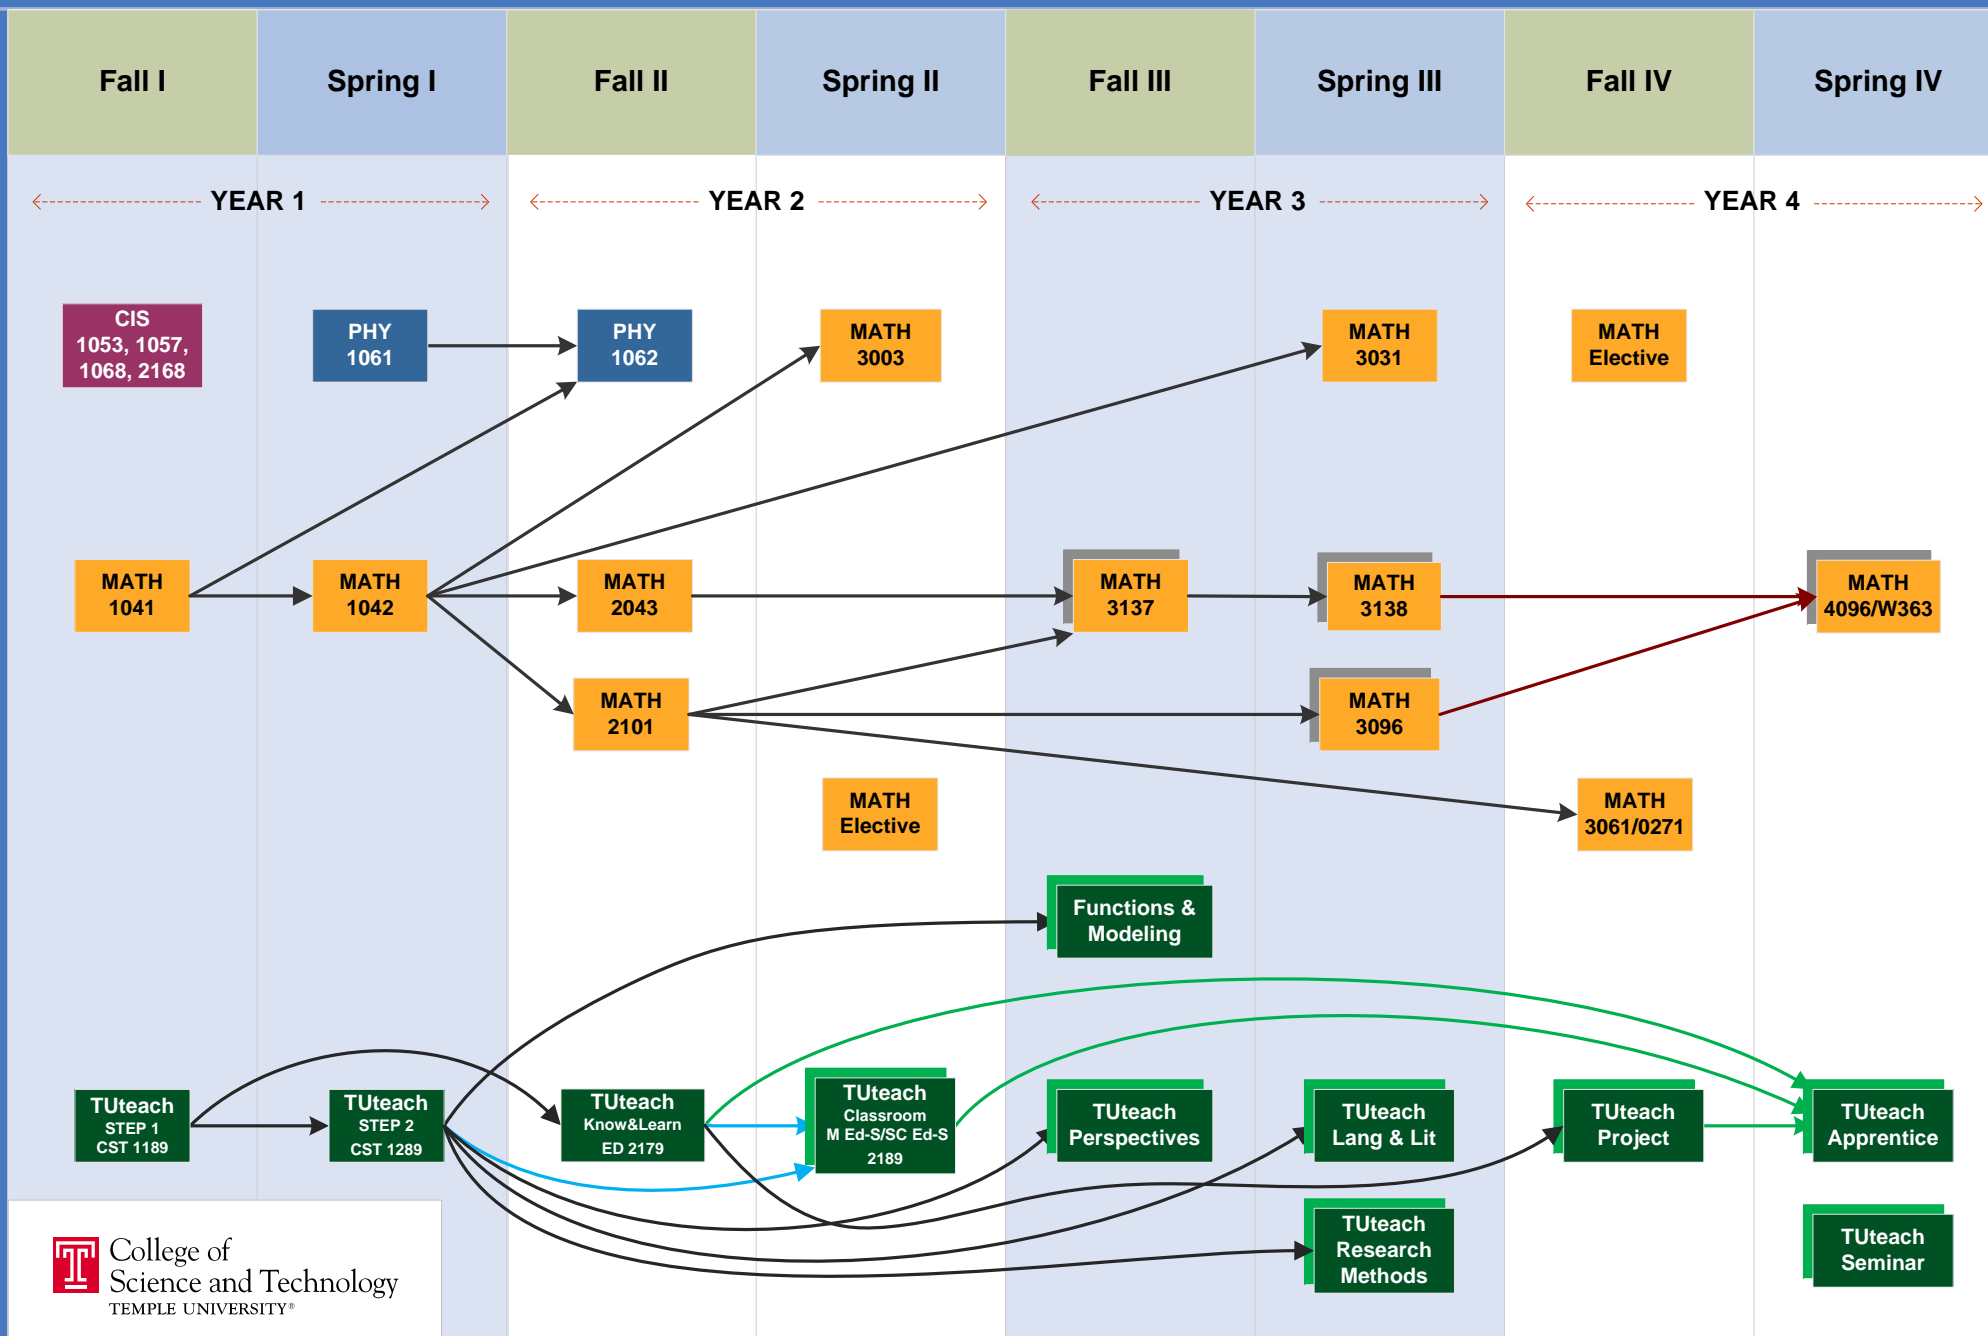 Fall I
Spring I
Fall II
Spring II
Fall III
Spring III
Fall IV
Spring IV
YEAR 1
YEAR 2
YEAR 3
YEAR 4
CIS
1053, 1057,
1068, 2168
PHY
1061
PHY
1062
MATH
3003
MATH
3031
MATH
Elective
MATH
1041
MATH
1042
MATH
2043
MATH
3137
MATH
3138
MATH
4096/W363
MATH
2101
MATH
3096
MATH
Elective
MATH
3061/0271
Functions &
Modeling
TUteach
STEP 1
CST 1189
TUteach
STEP 2
CST 1289
TUteach
Know&Learn
ED 2179
TUteach
Classroom
M Ed-S/SC Ed-S
2189
TUteach
Perspectives
TUteach
Lang & Lit
TUteach
Project
TUteach
Apprentice
TUteach
Research
Methods
TUteach
Seminar
College of
Science and Technology
TEMPLE UNIVERSITY®